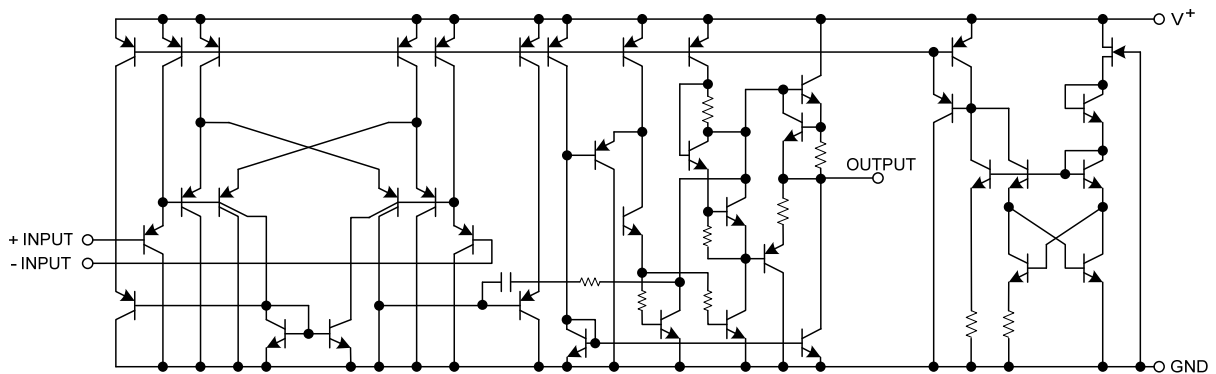 V+
OUTPUT
+ INPUT
- INPUT
GND